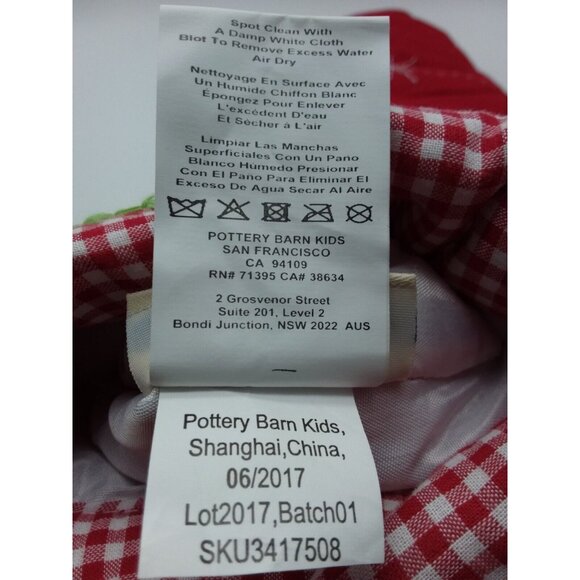 Spot Clean With
A Damp White Cloth
Blot To Remove Excess Water
Air Dry
Nettoyage En Surface Avec
Un Humide Chiffon Blanc
Épongez Pour Enlever
L'excédent D'eau
Et Sécher à L'air
Limpiar Las Manchas
Superficiales Con Un Pano
Blanco Húmedo Presionar
Con El Pano Para Eliminar El
Exceso De Agua Secar Al Aire
POTTERY BARN KIDS
SAN FRANCISCO
CA 94109
RN# 71395 CA# 38634
2 Grosvenor Street
Suite 201, Level 2
Bondi Junction, NSW 2022 AUS
Pottery Barn Kids,
Shanghai,China,
06/2017
Lot2017,Batch01
SKU3417508